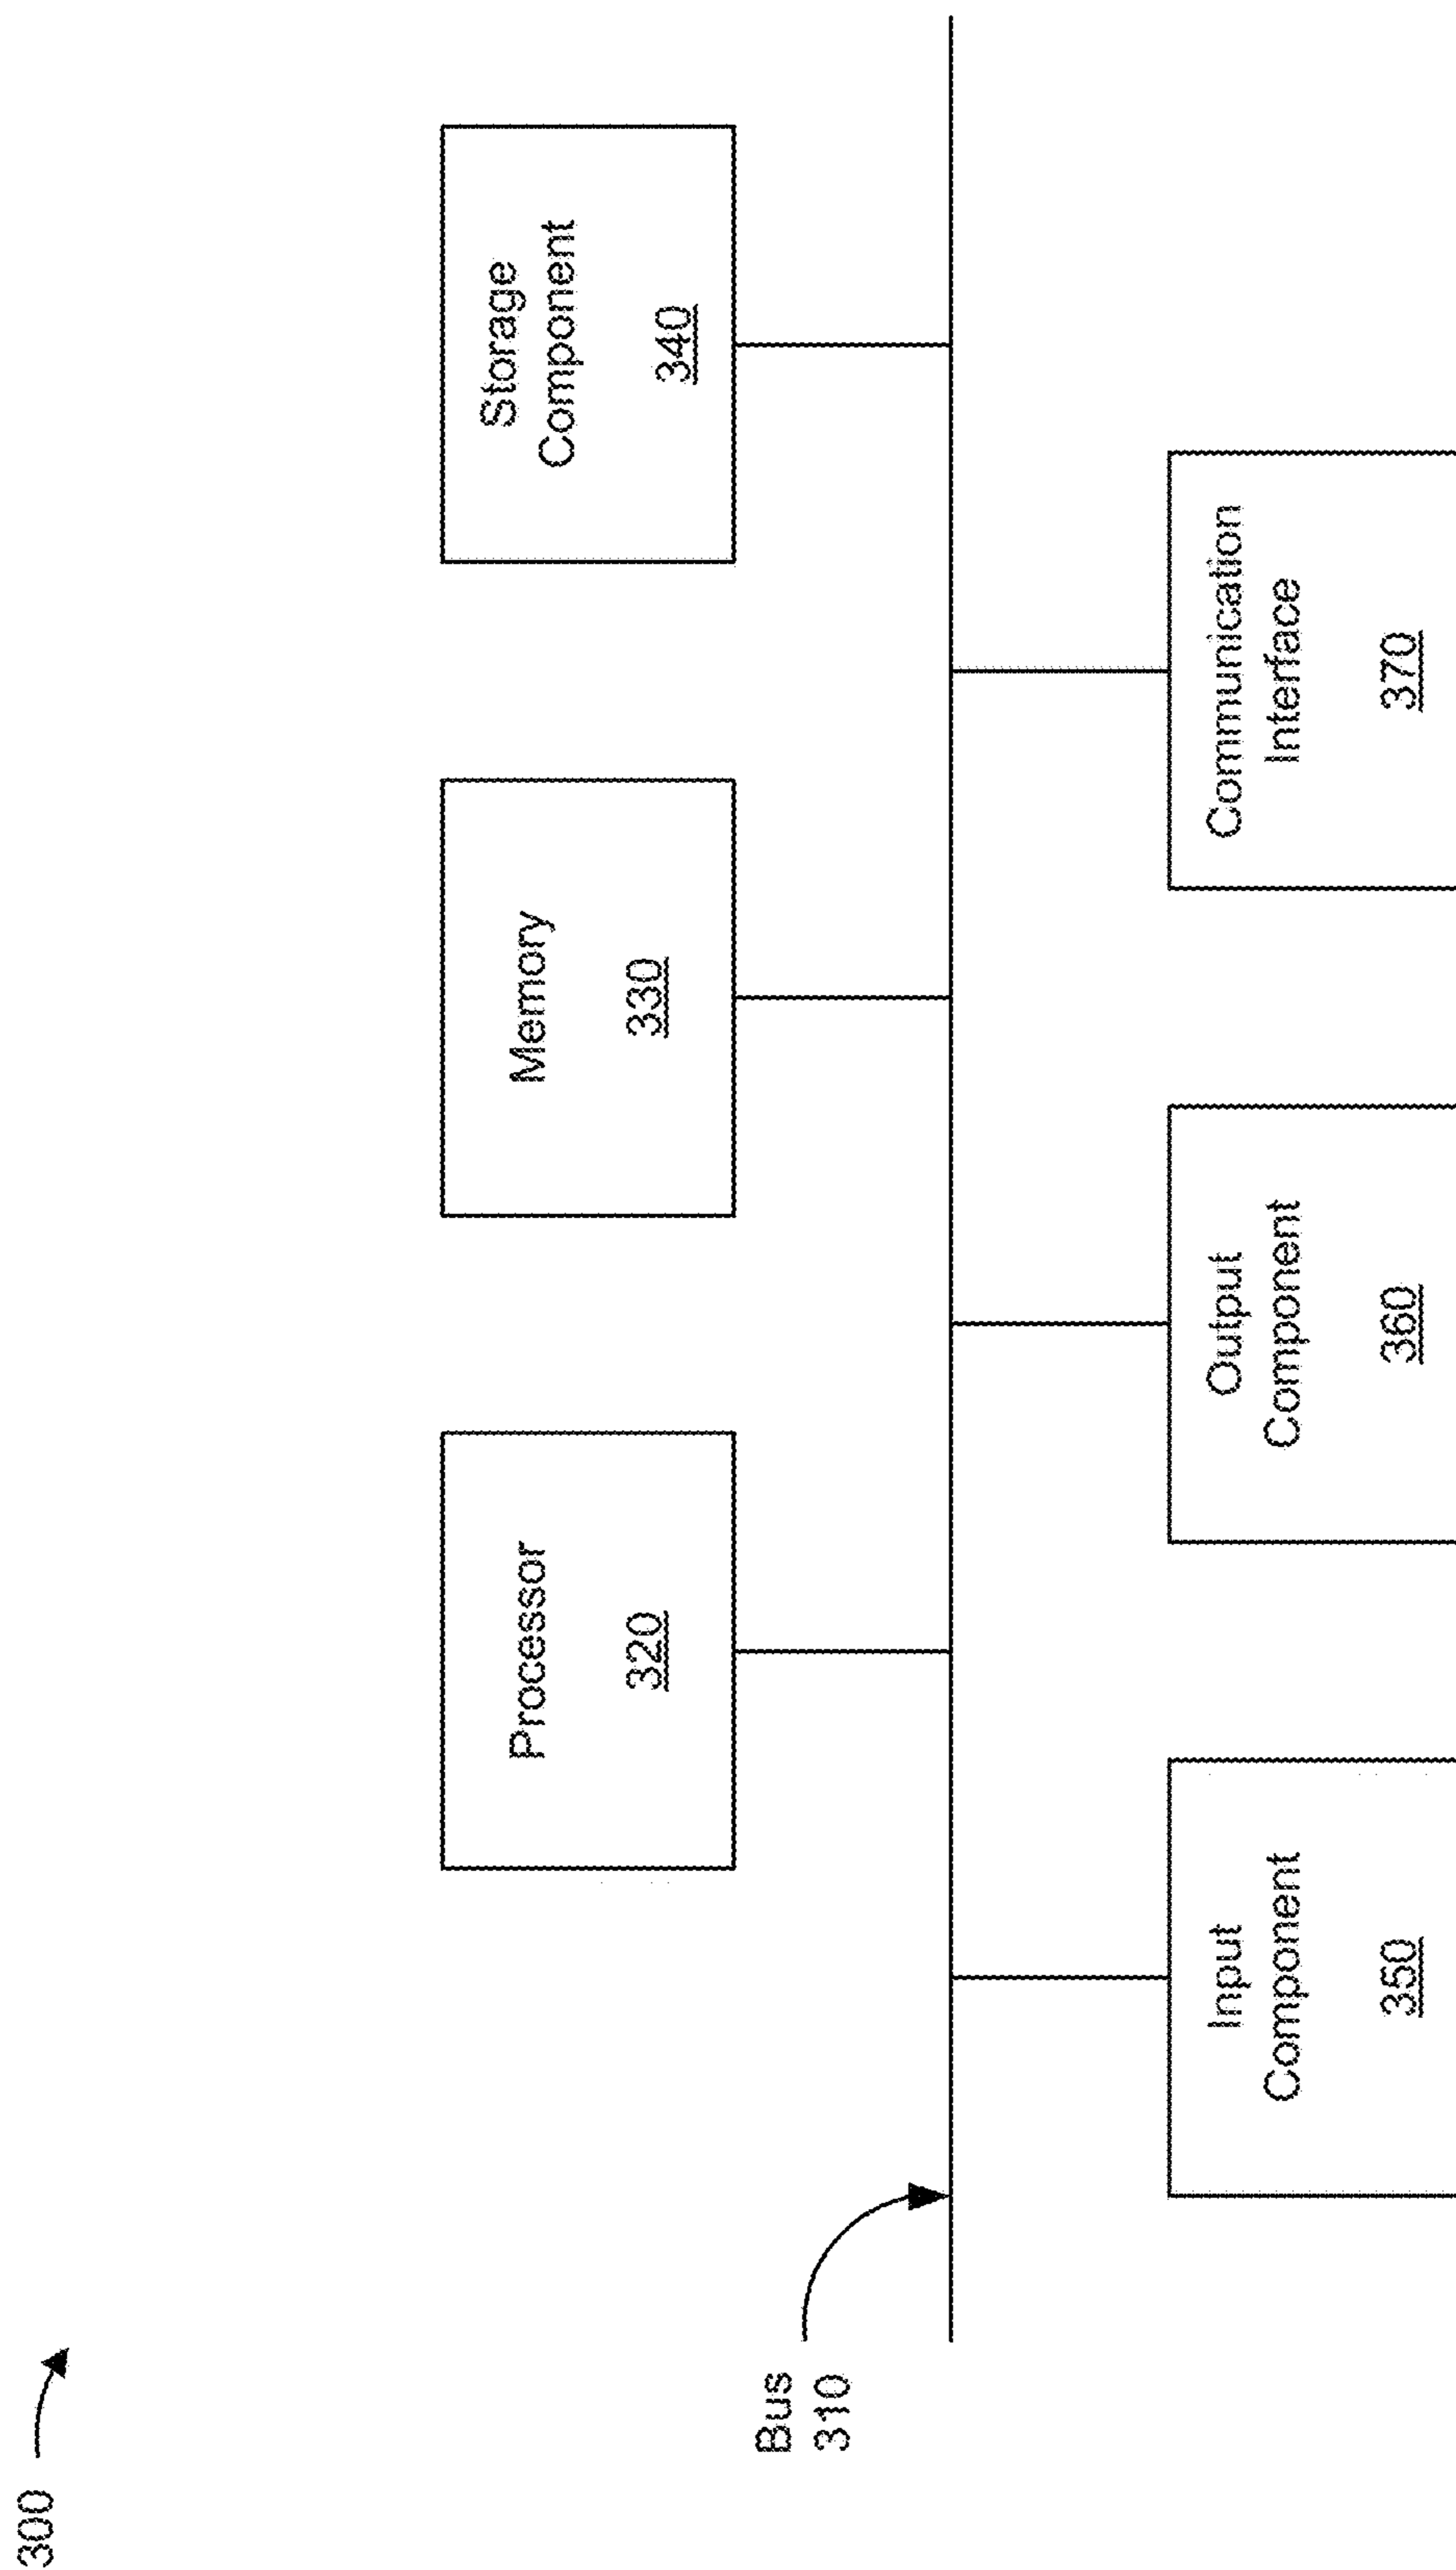 300
Processor
320
Memory
330
Storage
Component
340
Bus
310
Input
Component
350
Output
Component
360
Communication
Interface
370